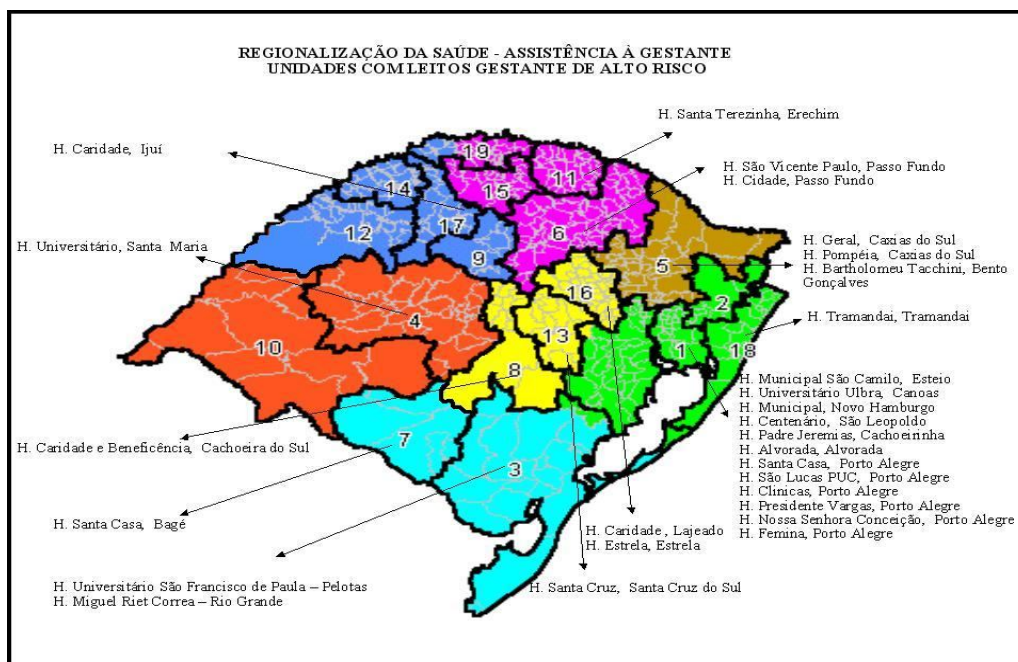 REGIONALIZAÇÃO DA SAÚDE - ASSISTÊNCIA À GESTANTE
UNIDADES COM LEITOS GESTANTE DE ALTO RISCO
H. Santa Terezinha, Erechim
H. Caridade, Ijuí
H. São Vicente Paulo, Passo Fundo
H. Cidade, Passo Fundo
H. Universitário, Santa Maria
H. Geral, Caxias do Sul
H. Pompéia, Caxias do Sul
H. Bartholomeu Tacchini, Bento
Gonçalves
H. Tramandai, Tramandai
19
14
15
11
17
12
6
9
5
16
2
4
10
13
1
18
8
7
3
H. Municipal São Camilo, Esteio
H. Universitário Ulbra, Canoas
H. Municipal, Novo Hamburgo
H. Centenário, São Leopoldo
H. Padre Jeremias, Cachoeirinha
H. Alvorada, Alvorada
H. Santa Casa, Porto Alegre
H. São Lucas PUC, Porto Alegre
H. Clinicas, Porto Alegre
H. Presidente Vargas, Porto Alegre
H. Nossa Senhora Conceição, Porto Alegre
H. Femina, Porto Alegre
H. Caridade e Beneficência, Cachoeira do Sul
H. Santa Casa, Bagé
H. Caridade , Lajeado
H. Estrela, Estrela
H. Universitário São Francisco de Paula – Pelotas
H. Miguel Riet Correa – Rio Grande
H. Santa Cruz, Santa Cruz do Sul